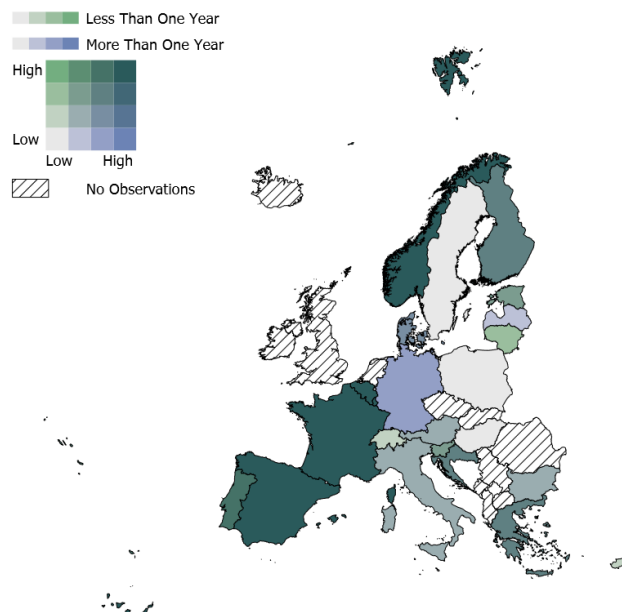 Less Than One Year
More Than One Year
High
Low
Low High
No Observations